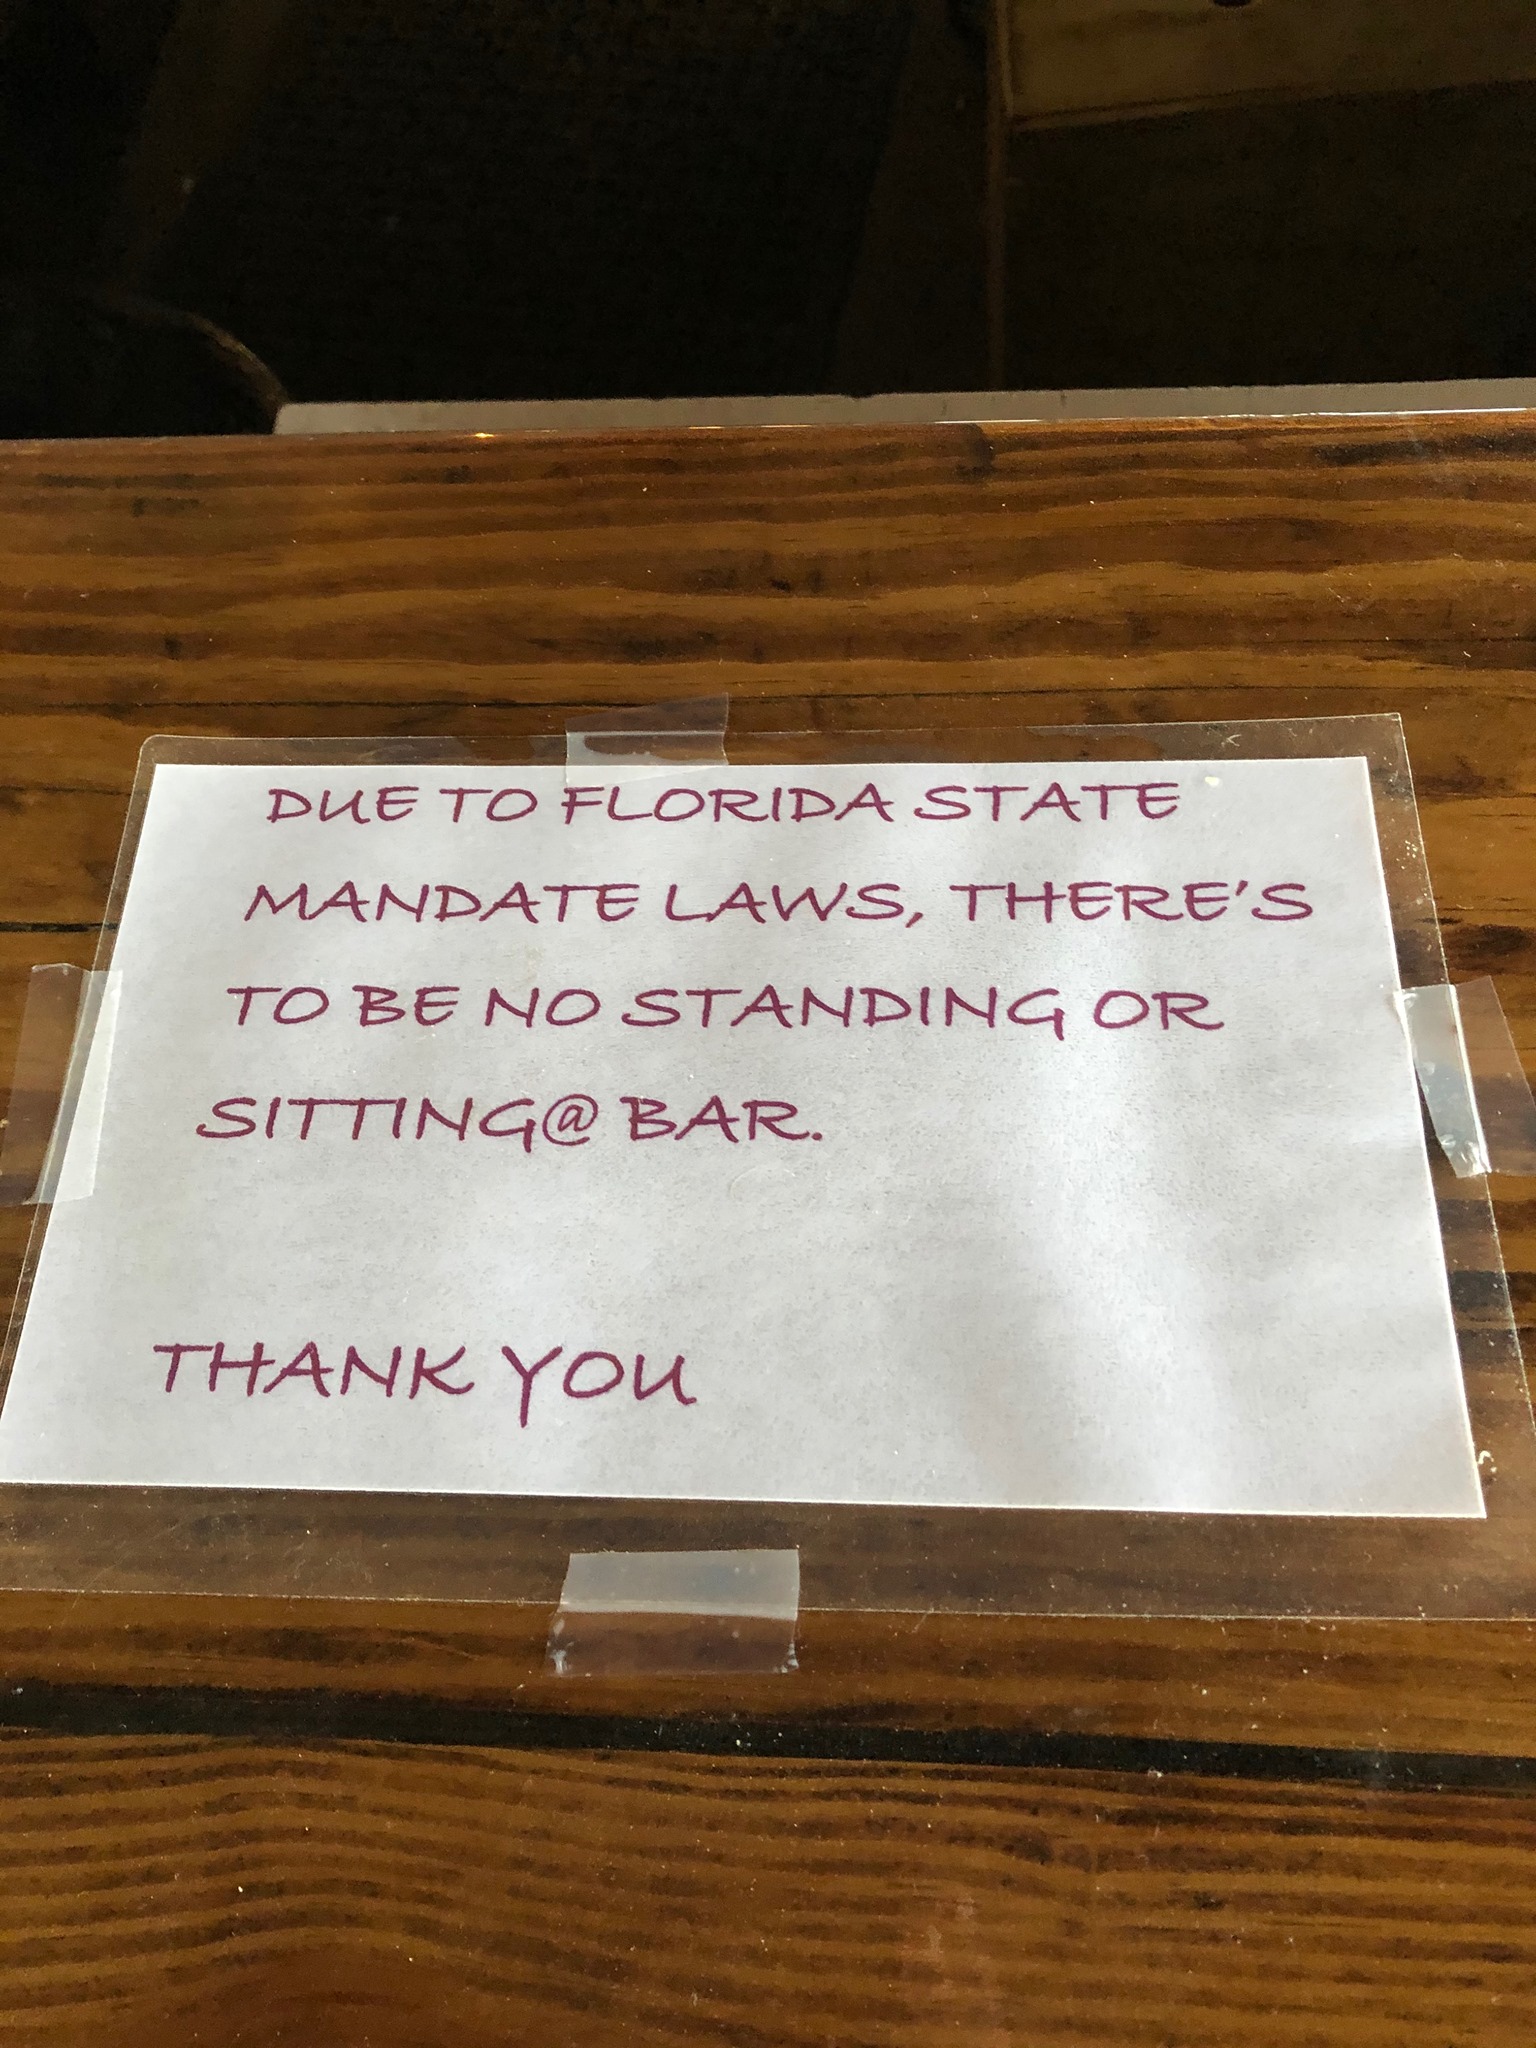 DUE TO FLORIDA STATE
MANDATE LAWS, THERE'S
TO BE NO STANDING OR
SITTING@ BAR.
THANK YOU